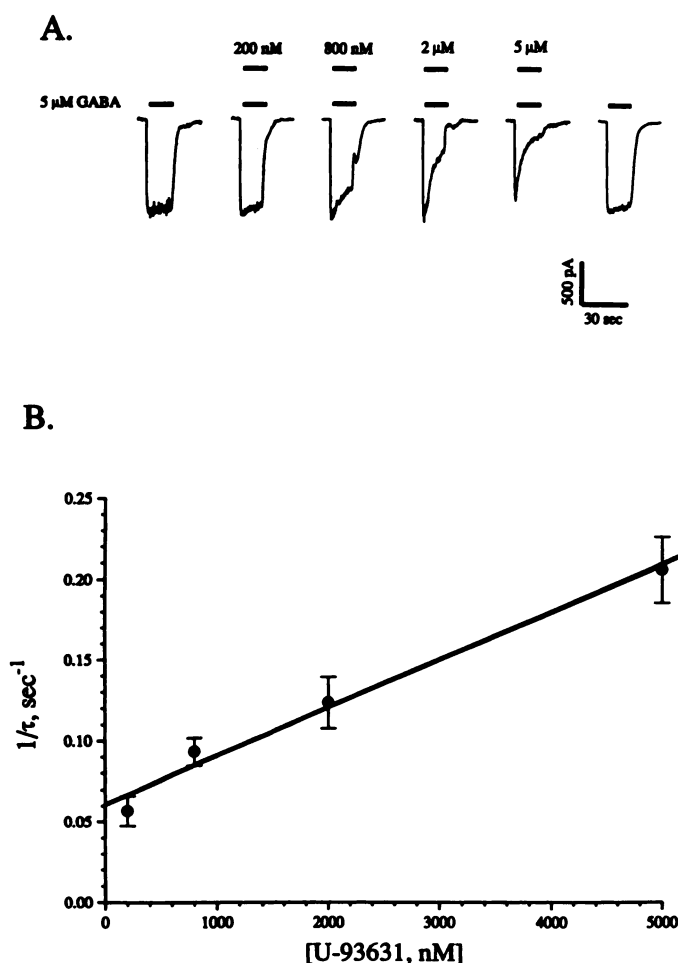 A.
200 nM 800 nM 2 μM 5 μM
5 μM GABA
500 pA
30 sec
B.
0.25
0.20
0.15
0.10
0.05
0.00
1/τ, sec⁻¹
0 1000 2000 3000 4000 5000
[U-93631, nM]